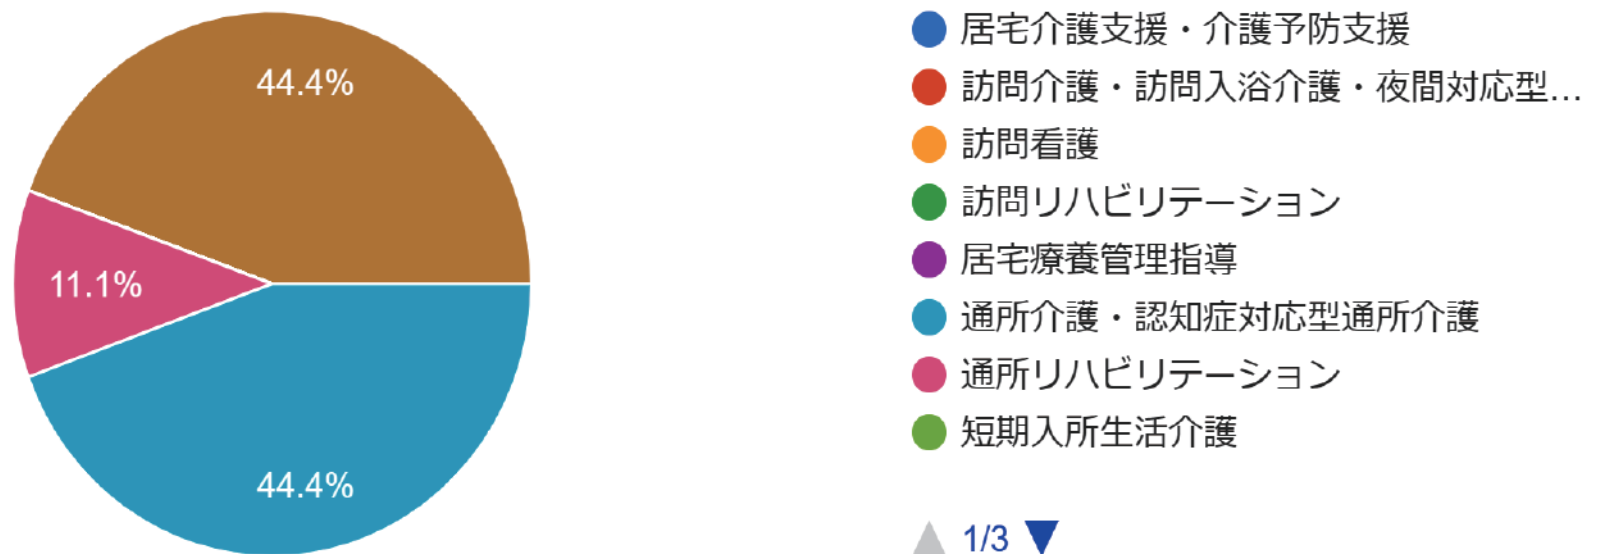 44.4%
11.1%
44.4%
居宅介護支援・介護予防支援
訪問介護・訪問入浴介護・夜間対応型…
訪問看護
訪問リハビリテーション
居宅療養管理指導
通所介護・認知症対応型通所介護
通所リハビリテーション
短期入所生活介護
1/3